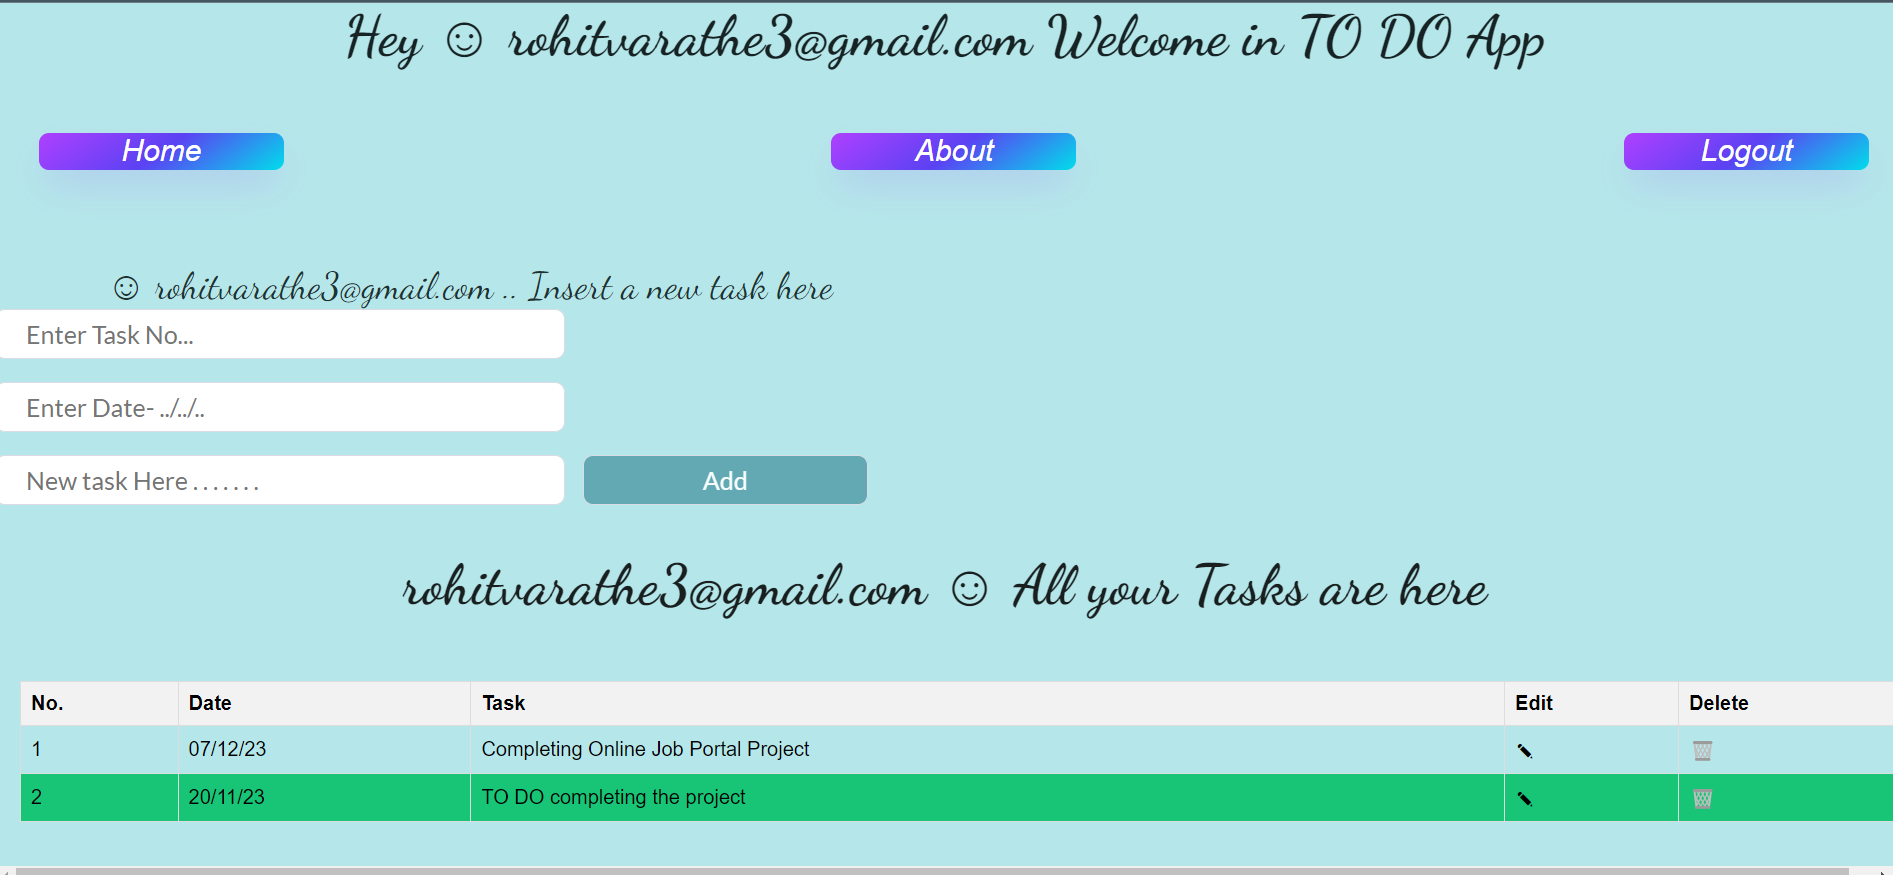 Hey ☺ rohitvarathe3@gmail.com Welcome in TO DO App
Home About Logout
☺ rohitvarathe3@gmail.com .. Insert a new task here
Enter Task No...
Enter Date- ../../..
New task Here . . . . . . . Add
rohitvarathe3@gmail.com ☺ All your Tasks are here
No. Date Task Edit Delete
1 07/12/23 Completing Online Job Portal Project
2 20/11/23 TO DO completing the project